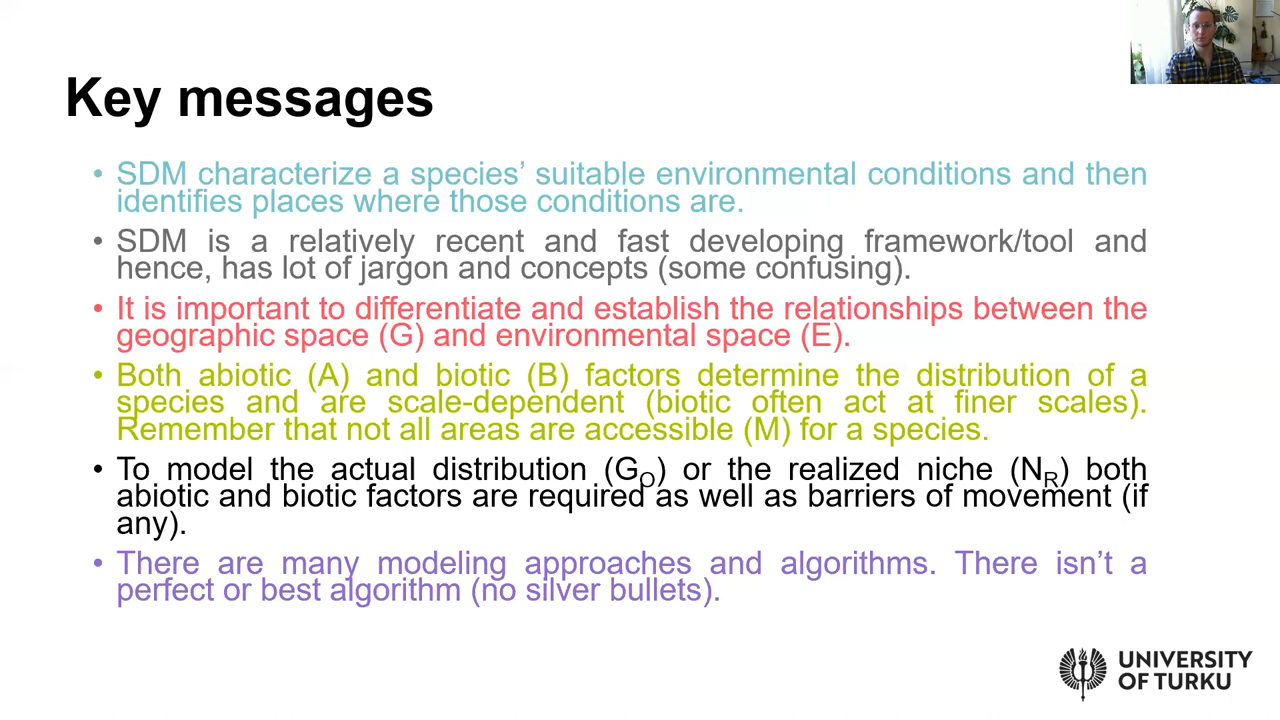 Key messages
• SDM characterize a species’ suitable environmental conditions and then
identifies places where those conditions are.
• SDM is a relatively recent and fast developing framework/tool and
hence, has lot of jargon and concepts (some confusing).
• It is important to differentiate and establish the relationships between the
geographic space (G) and environmental space (E).
• Both abiotic (A) and biotic (B) factors determine the distribution of a
species and are scale-dependent (biotic often act at finer scales).
Remember that not all areas are accessible (M) for a species.
• To model the actual distribution (GO) or the realized niche (NR) both
abiotic and biotic factors are required as well as barriers of movement (if
any).
• There are many modeling approaches and algorithms. There isn’t a
perfect or best algorithm (no silver bullets).
UNIVERSITY
OF TURKU